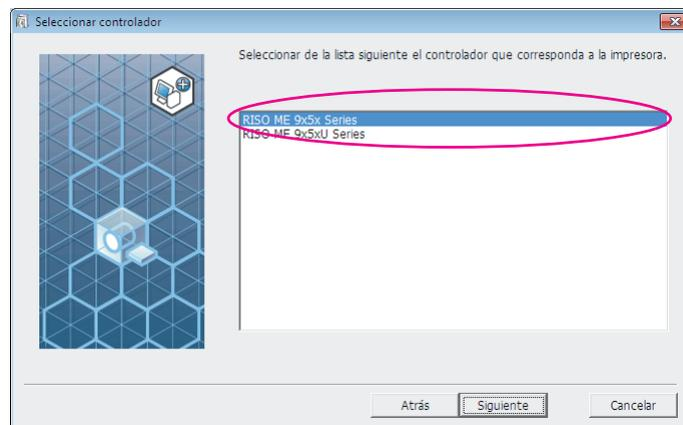 Seleccionar controlador
Seleccionar de la lista siguiente el controlador que corresponda a la impresora.
RISO ME 9x5x Series
RISO ME 9x5xU Series
Atrás
Siguiente
Cancelar